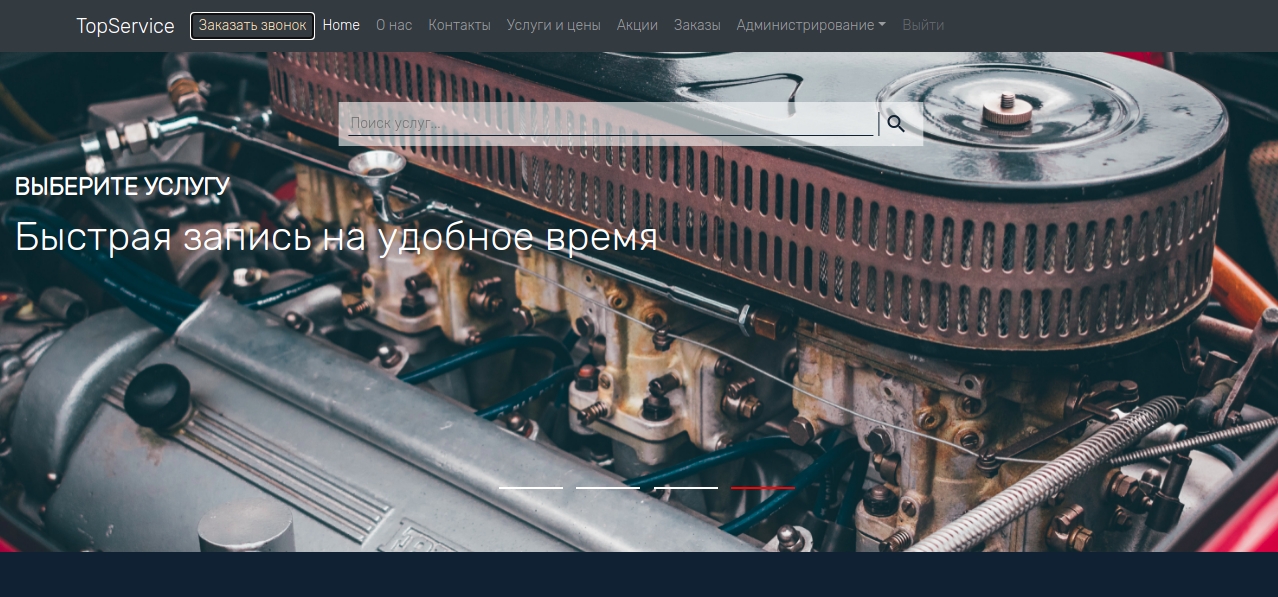 TopService Заказать звонок Home О нас Контакты Услуги и цены Акции Заказы Администрирование Выйти
Поиск услуг...
ВЫБЕРИТЕ УСЛУГУ
Быстрая запись на удобное время